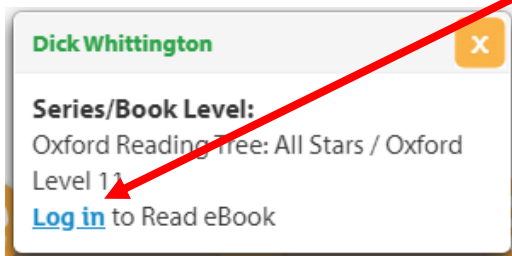 Dick Whittington
x
Series/Book Level:
Oxford Reading Tree: All Stars / Oxford
Level 11
Log in to Read eBook